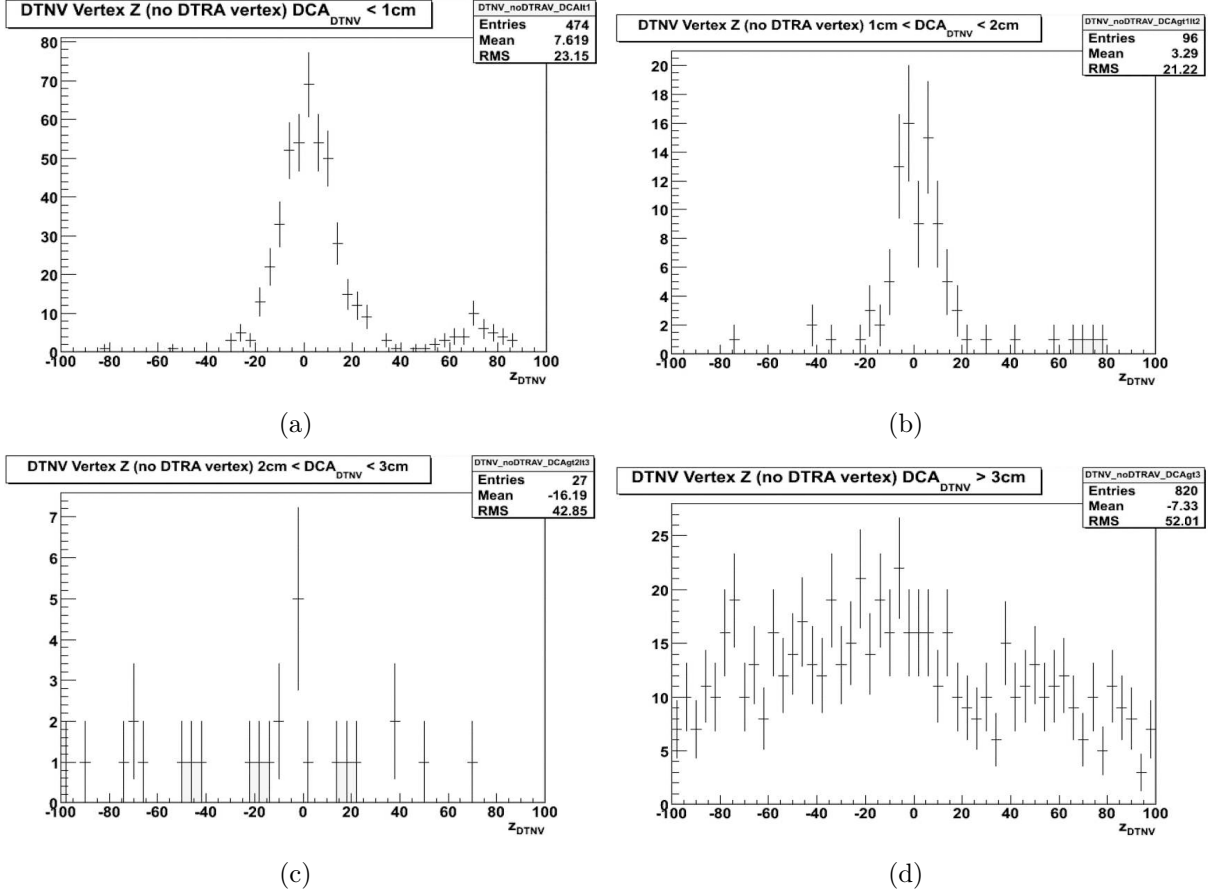 DTNV Vertex Z (no DTRA vertex) DCA_DTNV < 1cm
DTNV_noDTRAV_DCAlt1
Entries 474
Mean 7.619
RMS 23.15
80
70
60
50
40
30
20
10
0
-100 -80 -60 -40 -20 0 20 40 60 80 100
z_DTNV
(a)
DTNV Vertex Z (no DTRA vertex) 1cm < DCA_DTNV < 2cm
DTNV_noDTRAV_DCAgt1lt2
Entries 96
Mean 3.29
RMS 21.22
20
18
16
14
12
10
8
6
4
2
0
-100 -80 -60 -40 -20 0 20 40 60 80 100
z_DTNV
(b)
DTNV Vertex Z (no DTRA vertex) 2cm < DCA_DTNV < 3cm
DTNV_noDTRAV_DCAgt2lt3
Entries 27
Mean -16.19
RMS 42.85
7
6
5
4
3
2
1
0
-100 -80 -60 -40 -20 0 20 40 60 80 100
z_DTNV
(c)
DTNV Vertex Z (no DTRA vertex) DCA_DTNV > 3cm
DTNV_noDTRAV_DCAgt3
Entries 820
Mean -7.33
RMS 52.01
25
20
15
10
5
0
-100 -80 -60 -40 -20 0 20 40 60 80 100
z_DTNV
(d)